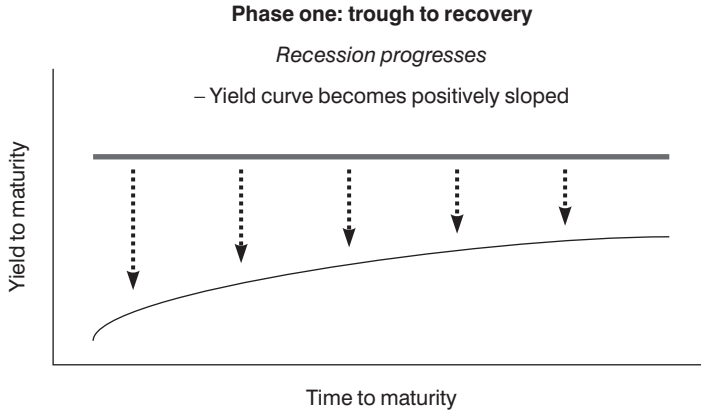 Phase one: trough to recovery
Recession progresses
– Yield curve becomes positively sloped
Yield to maturity
Time to maturity